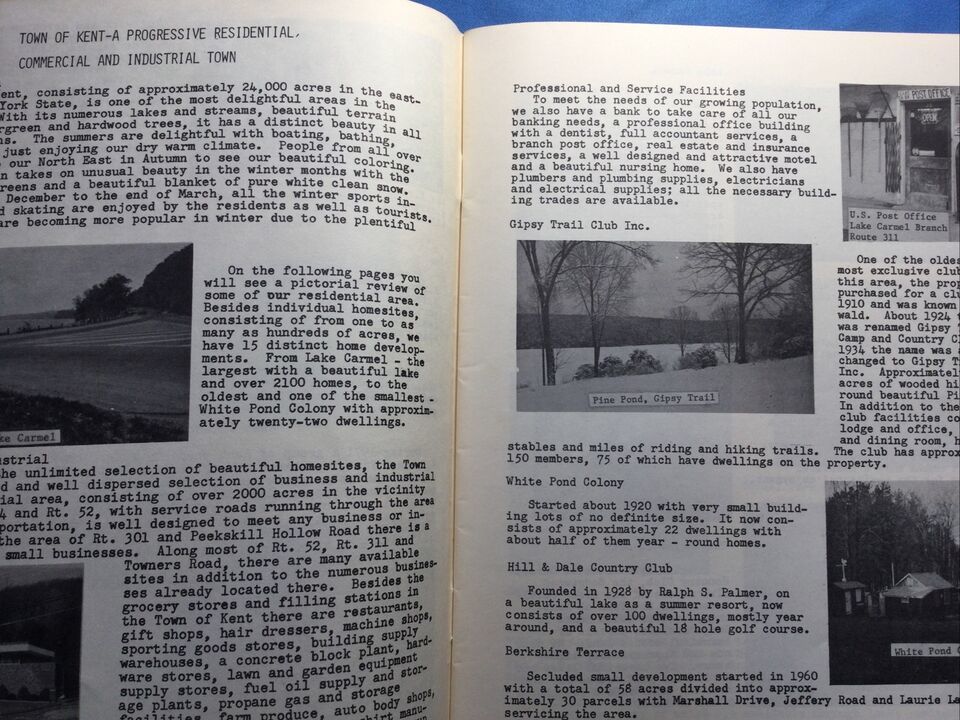 TOWN OF KENT-A PROGRESSIVE RESIDENTIAL,
COMMERCIAL AND INDUSTRIAL TOWN
ent, consisting of approximately 24,000 acres in the east-
York State, is one of the most delightful areas in the
With its numerous lakes and streams, beautiful terrain
rgreen and hardwood trees, it has a distinct beauty in all
ns. The summers are delightful with boating, bathing,
just enjoying our dry warm climate. People from all over
our North East in Autumn to see our beautiful coloring.
n takes on unusual beauty in the winter months with the
reens and a beautiful blanket of pure white clean snow.
December to the end of March, all the winter sports in-
d skating are enjoyed by the residents as well as tourists.
are becoming more popular in winter due to the plentiful
On the following pages you
will see a pictorial review of
some of our residential area.
Besides individual homesites,
consisting of from one to as
many as hundreds of acres, we
have 15 distinct home develop-
ments. From Lake Carmel - the
largest with a beautiful lake
and over 2100 homes, to the
oldest and one of the smallest -
White Pond Colony with approxim-
ately twenty-two dwellings.
ke Carmel
ustrial
he unlimited selection of beautiful homesites, the Town
d and well dispersed selection of business and industrial
ial area, consisting of over 2000 acres in the vicinity
4 and Rt. 52, with service roads running through the area
portation, is well designed to meet any business or in-
the area of Rt. 301 and Peekskill Hollow Road there is a
small businesses. Along most of Rt. 52, Rt. 311 and
Towners Road, there are many available
sites in addition to the numerous busines-
ses already located there. Besides the
grocery stores and filling stations in
the Town of Kent there are restaurants,
gift shops, hair dressers, machine shops,
sporting goods stores, building supply
warehouses, a concrete block plant, hard-
ware stores, lawn and garden equipment
supply stores, fuel oil supply and stor-
age plants, propane gas and storage
facilities, farm produce, auto body shops,
shirt manu-
Professional and Service Facilities
To meet the needs of our growing population,
we also have a bank to take care of all our
banking needs, a professional office building
with a dentist, full accountant services, a
branch post office, real estate and insurance
services, a well designed and attractive motel
and a beautiful nursing home. We also have
plumbers and plumbing supplies, electricians
and electrical supplies; all the necessary build-
ing trades are available.
POST OFFICE
OPEN
U.S. Post Office
Lake Carmel Branch
Route 311
Gipsy Trail Club Inc.
Pine Pond, Gipsy Trail
One of the oldes
most exclusive club
this area, the prop
purchased for a clu
1910 and was known
wald. About 1924 t
was renamed Gipsy T
Camp and Country Cl
1934 the name was a
changed to Gipsy Tr
Inc. Approximatel
acres of wooded hi
round beautiful Pi
In addition to the
club facilities co
lodge and office,
and dining room, h
stables and miles of riding and hiking trails. The club has approx
150 members, 75 of which have dwellings on the property.
White Pond Colony
Started about 1920 with very small build-
ing lots of no definite size. It now con-
sists of approximately 22 dwellings with
about half of them year - round homes.
Hill & Dale Country Club
Founded in 1928 by Ralph S. Palmer, on
a beautiful lake as a summer resort, now
consists of over 100 dwellings, mostly year
around, and a beautiful 18 hole golf course.
White Pond C
Berkshire Terrace
Secluded small development started in 1960
with a total of 58 acres divided into approx-
imately 30 parcels with Marshall Drive, Jeffery Road and Laurie La
servicing the area.